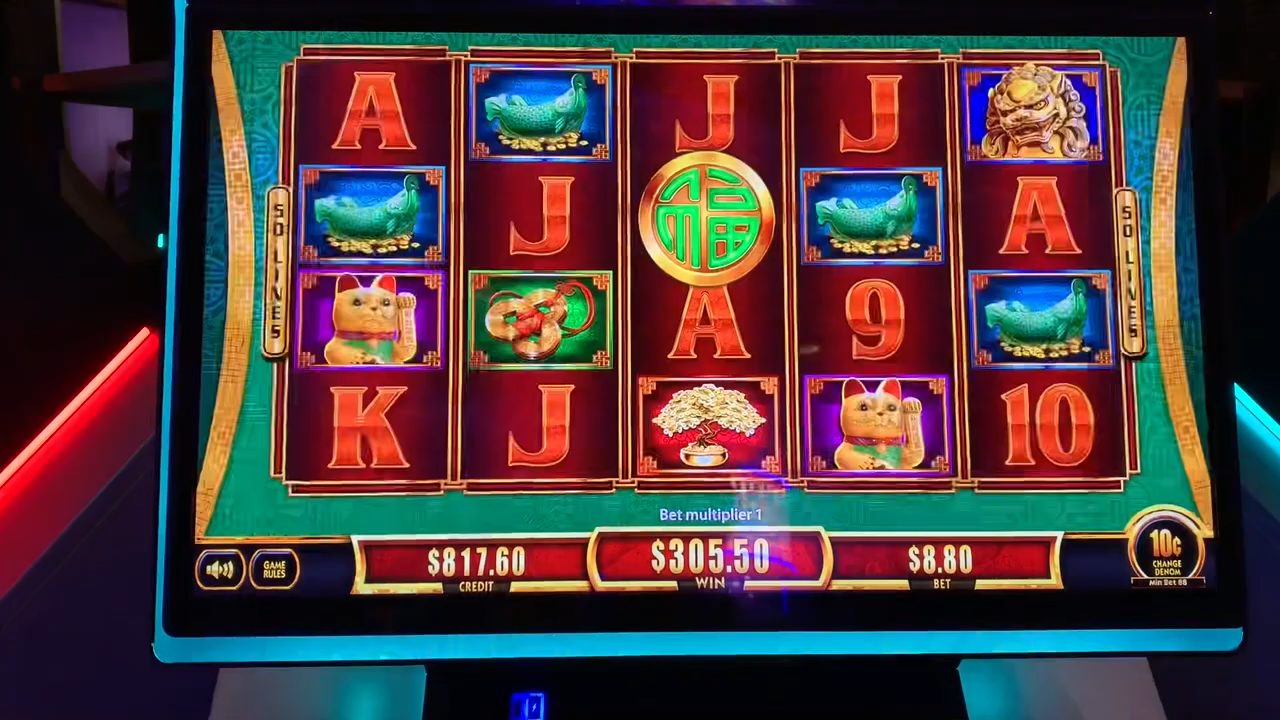 A J J
J A
福
A 9
K J 10
50 LINES
50 LINES
Bet multiplier 1
$817.60 $305.50 $8.80
CREDIT WIN BET
GAME
RULES
10¢
CHANGE
DENOM
Min Bet 88